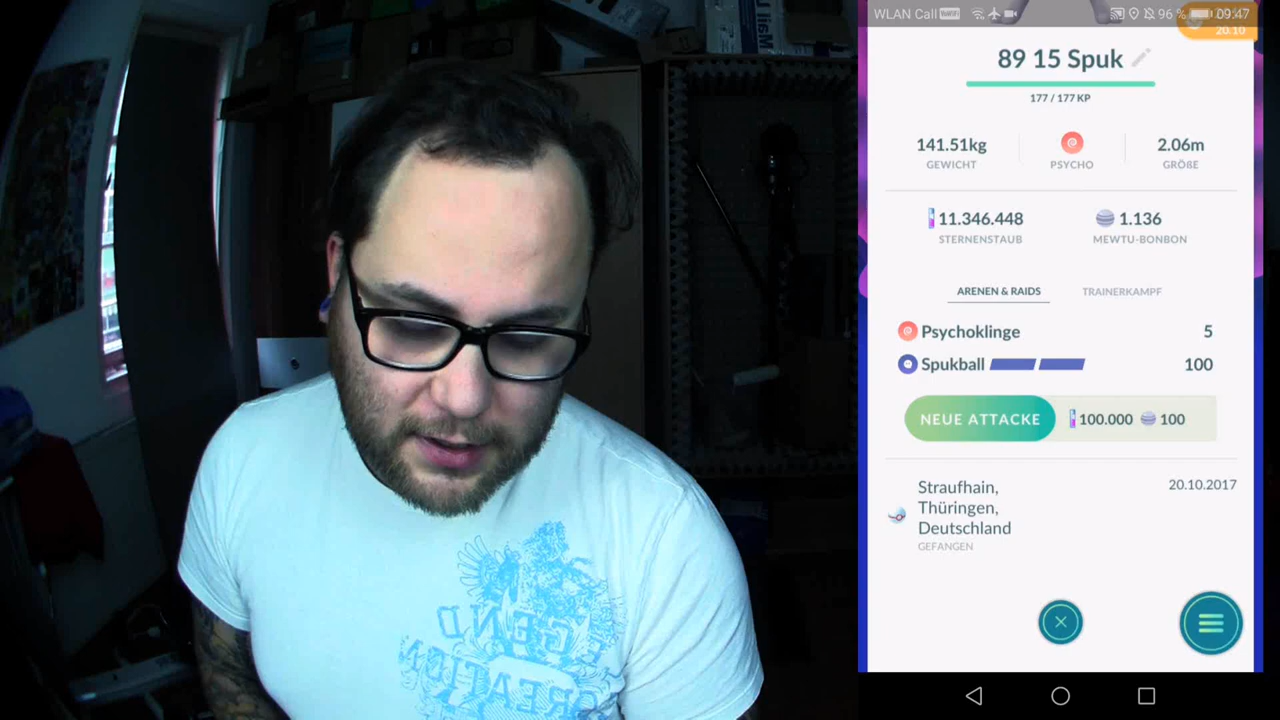 WLAN Call
96 %
09:47
20.10
89 15 Spuk
177 / 177 KP
141.51kg
GEWICHT
PSYCHO
2.06m
GRÖßE
11.346.448
STERNENSTAUB
1.136
MEWTU-BONBON
ARENEN & RAIDS
TRAINERKAMPF
Psychoklinge 5
Spukball 100
NEUE ATTACKE 100.000 100
Straufhain,
Thüringen,
Deutschland
GEFANGEN
20.10.2017